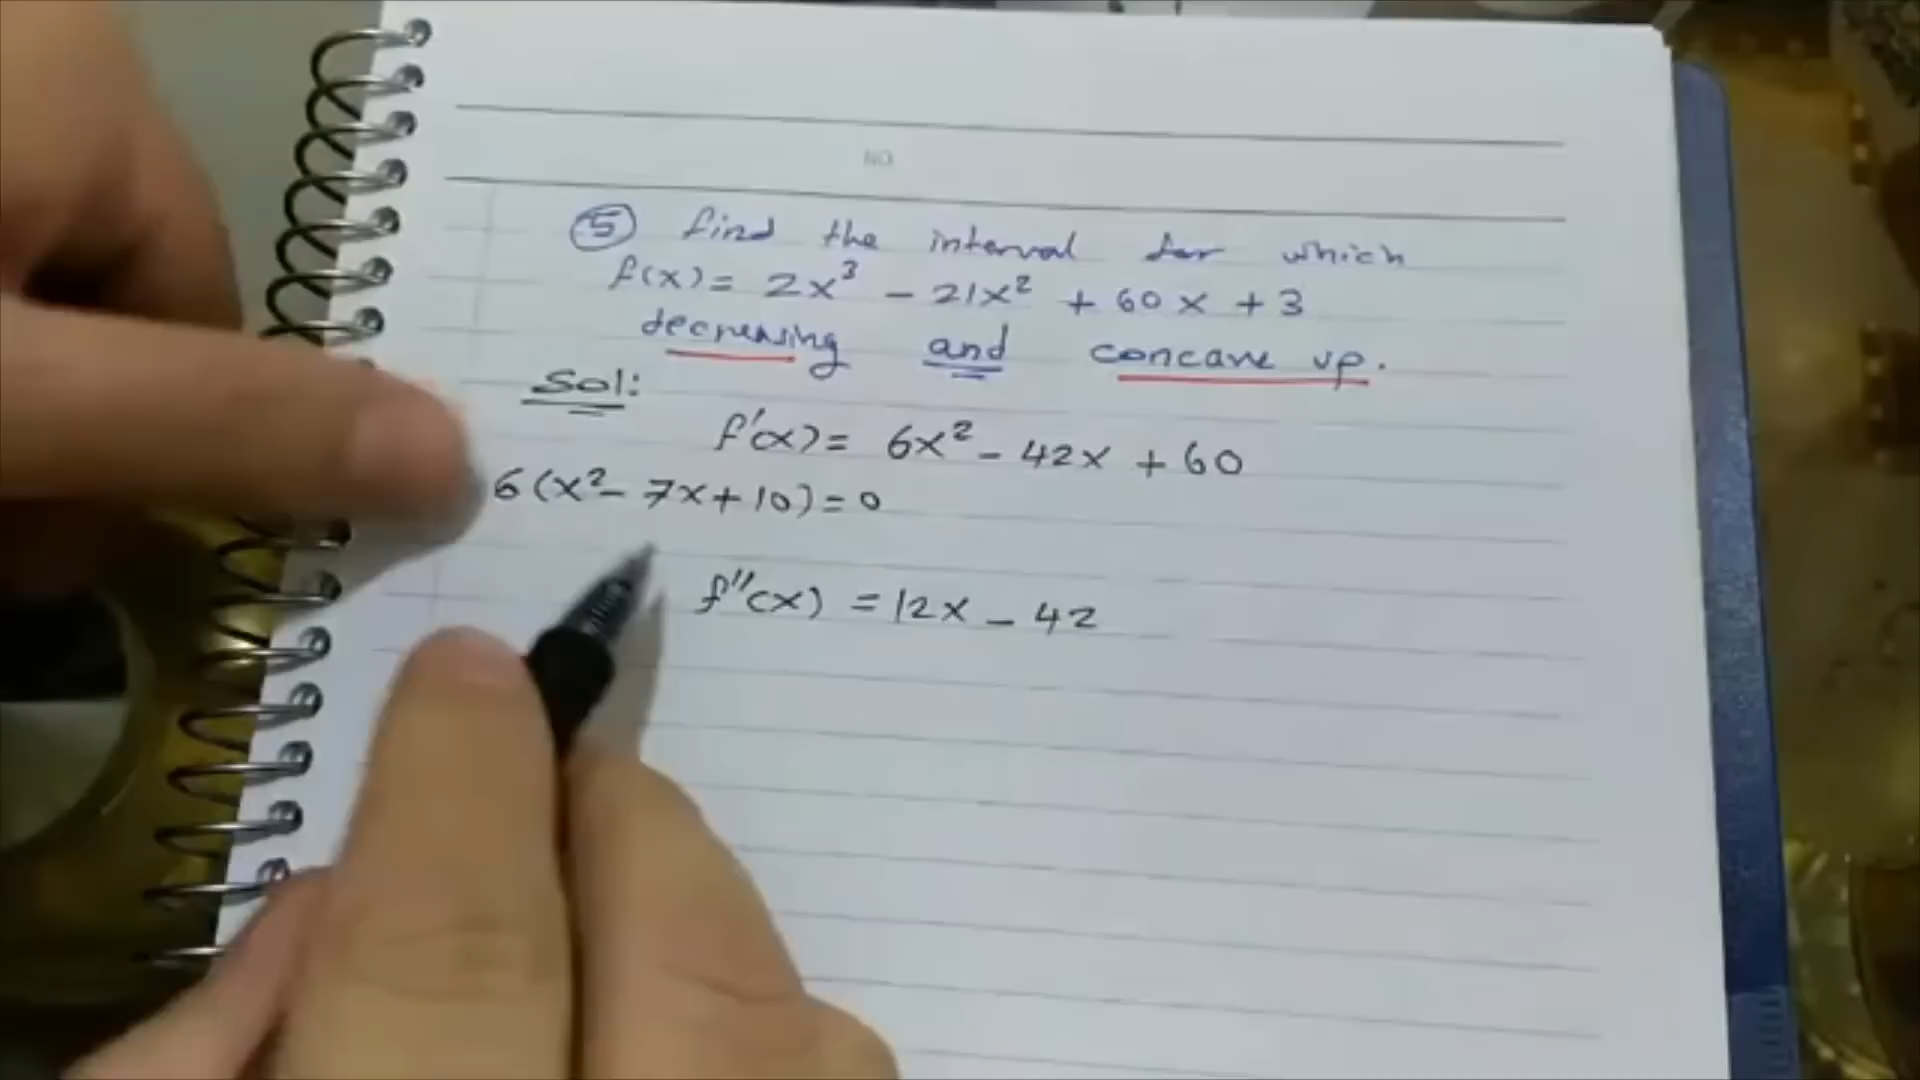 NO
⑤ find the interval for which
f(x) = 2x³ - 21x² + 60x + 3
decreasing and concave up.
Sol:
f'(x) = 6x² - 42x + 60
6(x² - 7x + 10) = 0
f''(x) = 12x - 42